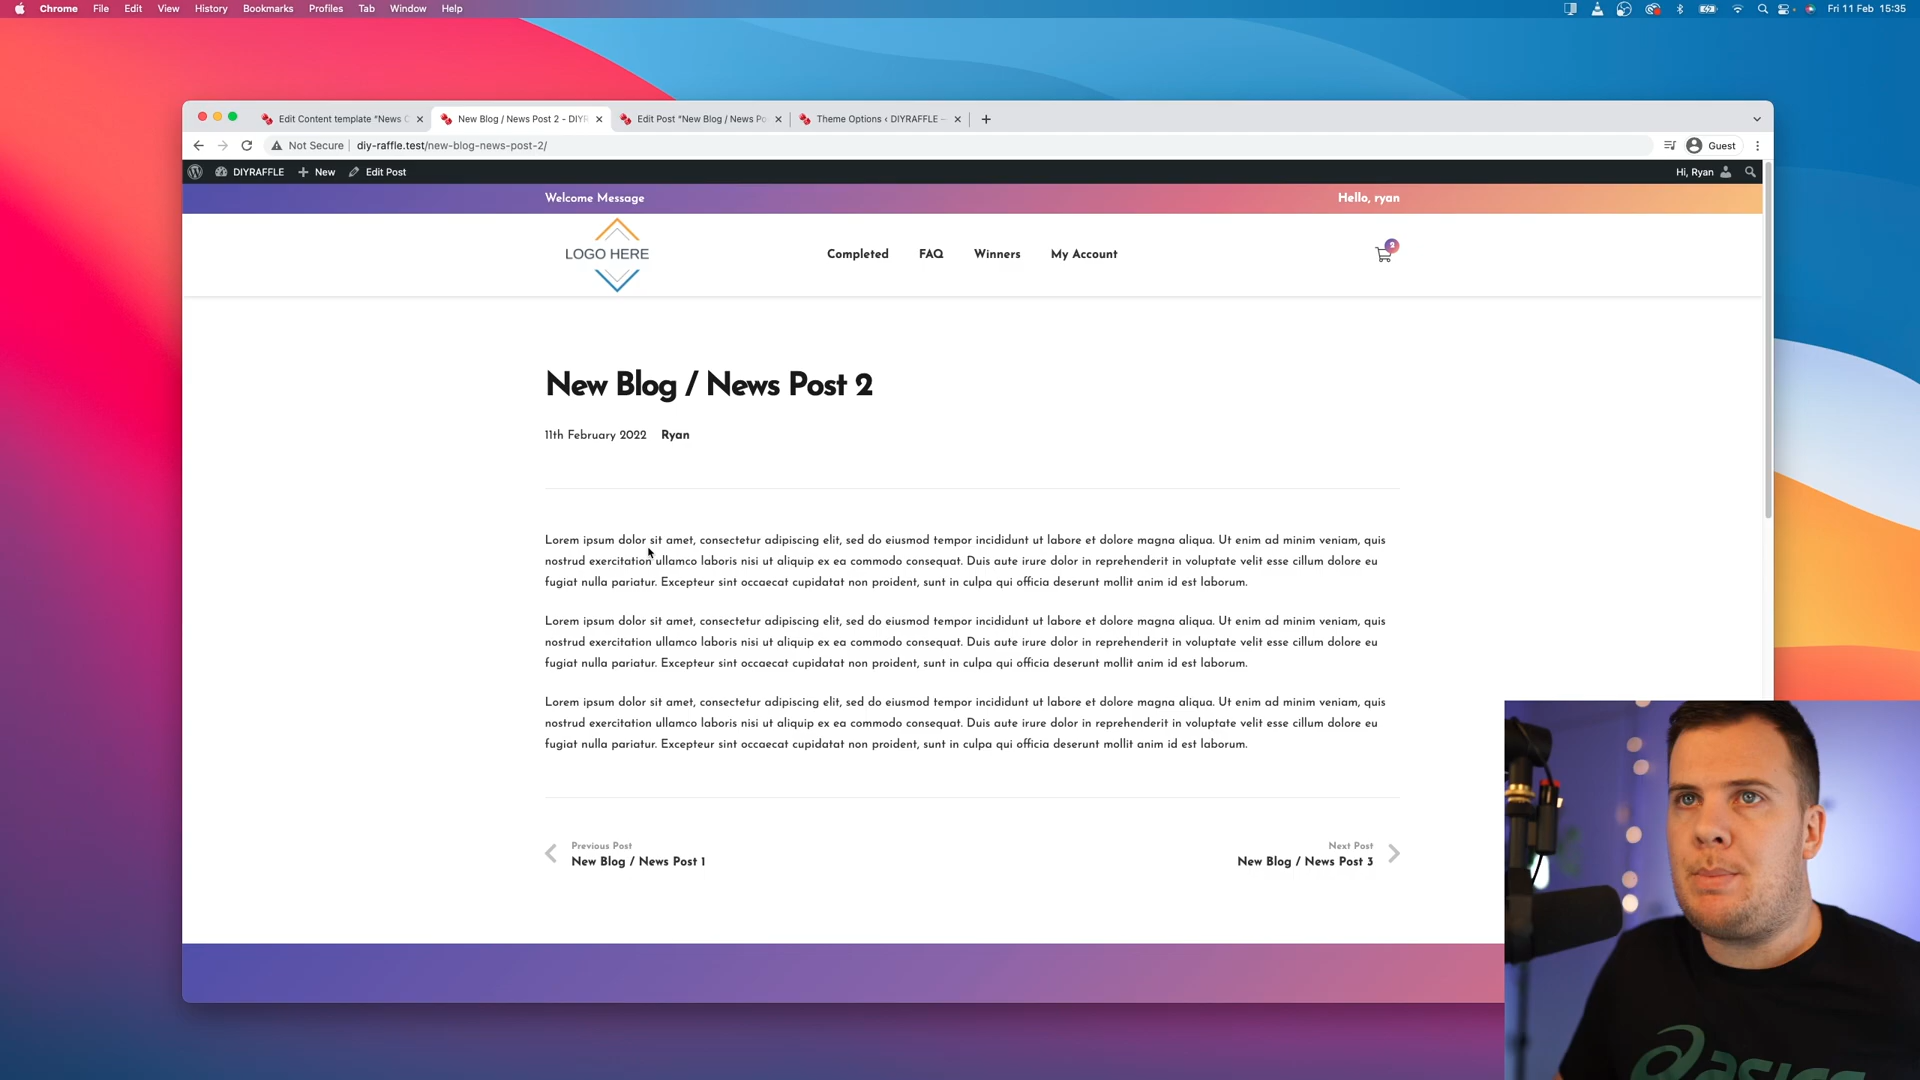 Chrome File Edit View History Bookmarks Profiles Tab Window Help Fri 11 Feb 15:35
Edit Content template "News New Blog / News Post 2 - DIYR Edit Post "New Blog / News Po Theme Options ‹ DIYRAFFLE —
Not Secure diy-raffle.test/new-blog-news-post-2/ Guest
DIYRAFFLE New Edit Post Hi, Ryan
Welcome Message Hello, ryan
LOGO HERE Completed FAQ Winners My Account 2
New Blog / News Post 2
11th February 2022 Ryan
Lorem ipsum dolor sit amet, consectetur adipiscing elit, sed do eiusmod tempor incididunt ut labore et dolore magna aliqua. Ut enim ad minim veniam, quis
nostrud exercitation ullamco laboris nisi ut aliquip ex ea commodo consequat. Duis aute irure dolor in reprehenderit in voluptate velit esse cillum dolore eu
fugiat nulla pariatur. Excepteur sint occaecat cupidatat non proident, sunt in culpa qui officia deserunt mollit anim id est laborum.
Lorem ipsum dolor sit amet, consectetur adipiscing elit, sed do eiusmod tempor incididunt ut labore et dolore magna aliqua. Ut enim ad minim veniam, quis
nostrud exercitation ullamco laboris nisi ut aliquip ex ea commodo consequat. Duis aute irure dolor in reprehenderit in voluptate velit esse cillum dolore eu
fugiat nulla pariatur. Excepteur sint occaecat cupidatat non proident, sunt in culpa qui officia deserunt mollit anim id est laborum.
Lorem ipsum dolor sit amet, consectetur adipiscing elit, sed do eiusmod tempor incididunt ut labore et dolore magna aliqua. Ut enim ad minim veniam, quis
nostrud exercitation ullamco laboris nisi ut aliquip ex ea commodo consequat. Duis aute irure dolor in reprehenderit in voluptate velit esse cillum dolore eu
fugiat nulla pariatur. Excepteur sint occaecat cupidatat non proident, sunt in culpa qui officia deserunt mollit anim id est laborum.
Previous Post Next Post
New Blog / News Post 1 New Blog / News Post 3
asics